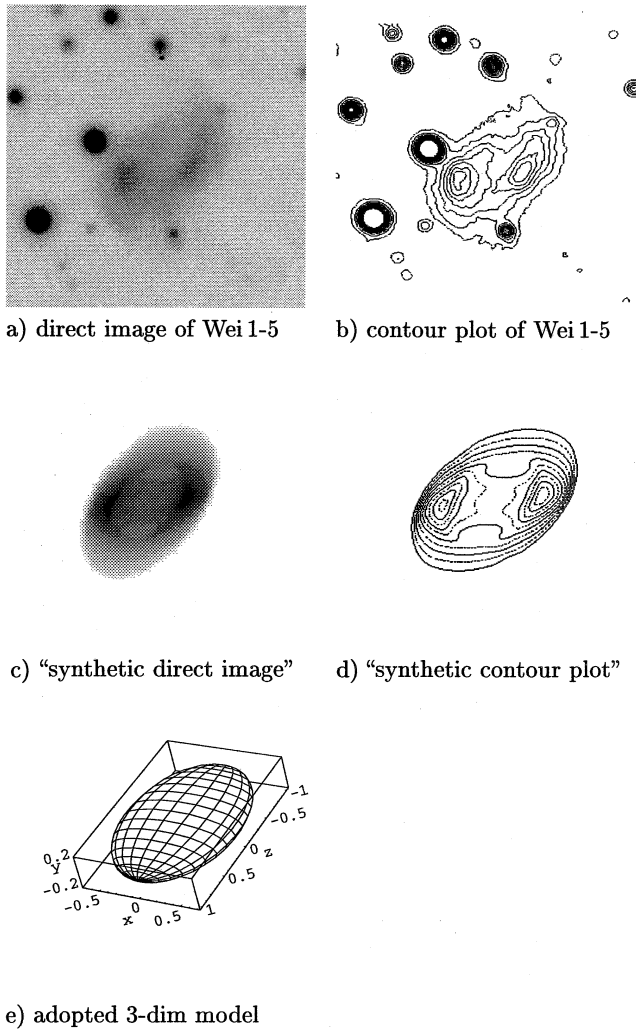 a) direct image of Wei 1-5
b) contour plot of Wei 1-5
c) “synthetic direct image”
d) “synthetic contour plot”
0.2
y
-0.2
-0.5
0
x
0.5
1
0.5
0
z
-0.5
-1
e) adopted 3-dim model